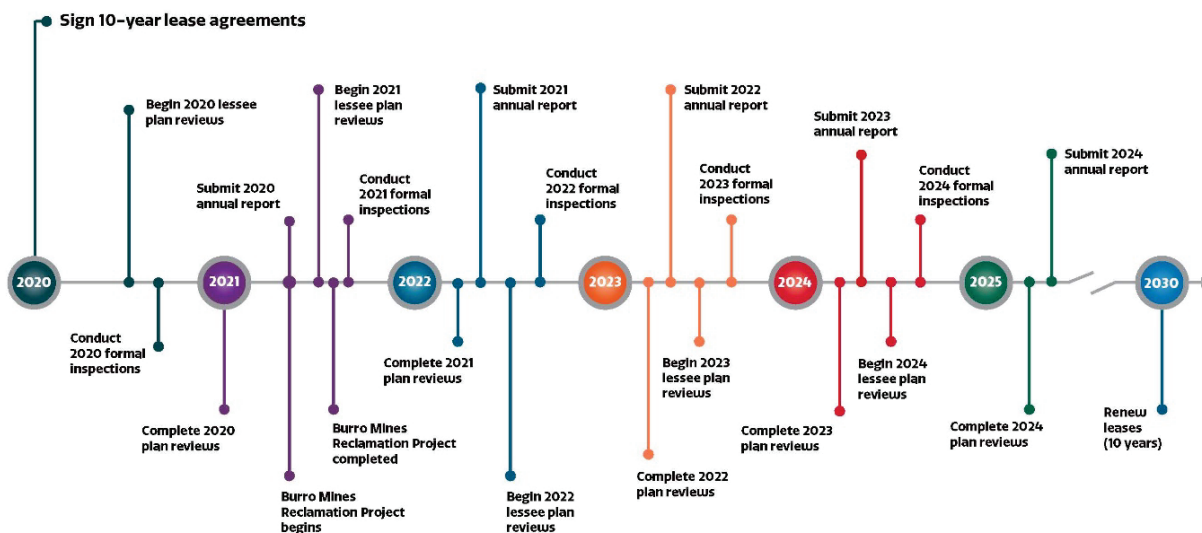 Sign 10-year lease agreements
Begin 2020 lessee
plan reviews
Conduct
2020 formal
inspections
2020
Submit 2020
annual report
Begin 2021
lessee plan
reviews
Conduct
2021 formal
inspections
2021
Complete 2020
plan reviews
Burro Mines
Reclamation Project
begins
Burro Mines
Reclamation Project
completed
Submit 2021
annual report
Conduct
2022 formal
inspections
2022
Complete 2021
plan reviews
Begin 2022
lessee plan
reviews
Submit 2022
annual report
Conduct
2023 formal
inspections
2023
Complete 2022
plan reviews
Begin 2023
lessee plan
reviews
Submit 2023
annual report
Conduct
2024 formal
inspections
2024
Complete 2023
plan reviews
Begin 2024
lessee plan
reviews
Submit 2024
annual report
2025
Complete 2024
plan reviews
2030
Renew
leases
(10 years)